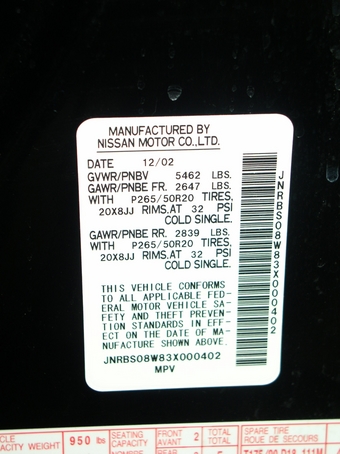 MANUFACTURED BY
NISSAN MOTOR CO.,LTD.
DATE 12/02
GVWR/PNBV 5462 LBS.
GAWR/PNBE FR. 2647 LBS.
WITH P265/50R20 TIRES,
20X8JJ RIMS,AT 32 PSI
COLD SINGLE.
GAWR/PNBE RR. 2839 LBS.
WITH P265/50R20 TIRES,
20X8JJ RIMS,AT 32 PSI
COLD SINGLE.
THIS VEHICLE CONFORMS
TO ALL APPLICABLE FED-
ERAL MOTOR VEHICLE SA-
FETY AND THEFT PREVEN-
TION STANDARDS IN EFF-
ECT ON THE DATE OF MA-
NUFACTURE SHOWN ABOVE.
JNRBS08W83X000402
MPV
JNRBS08W83X000402
CLE SEATING FRONT 2 TOTAL SPARE TIRE
ACITY WEIGHT 950 lbs CAPACITY AVANT TOTAL ROUE DE SECOURS